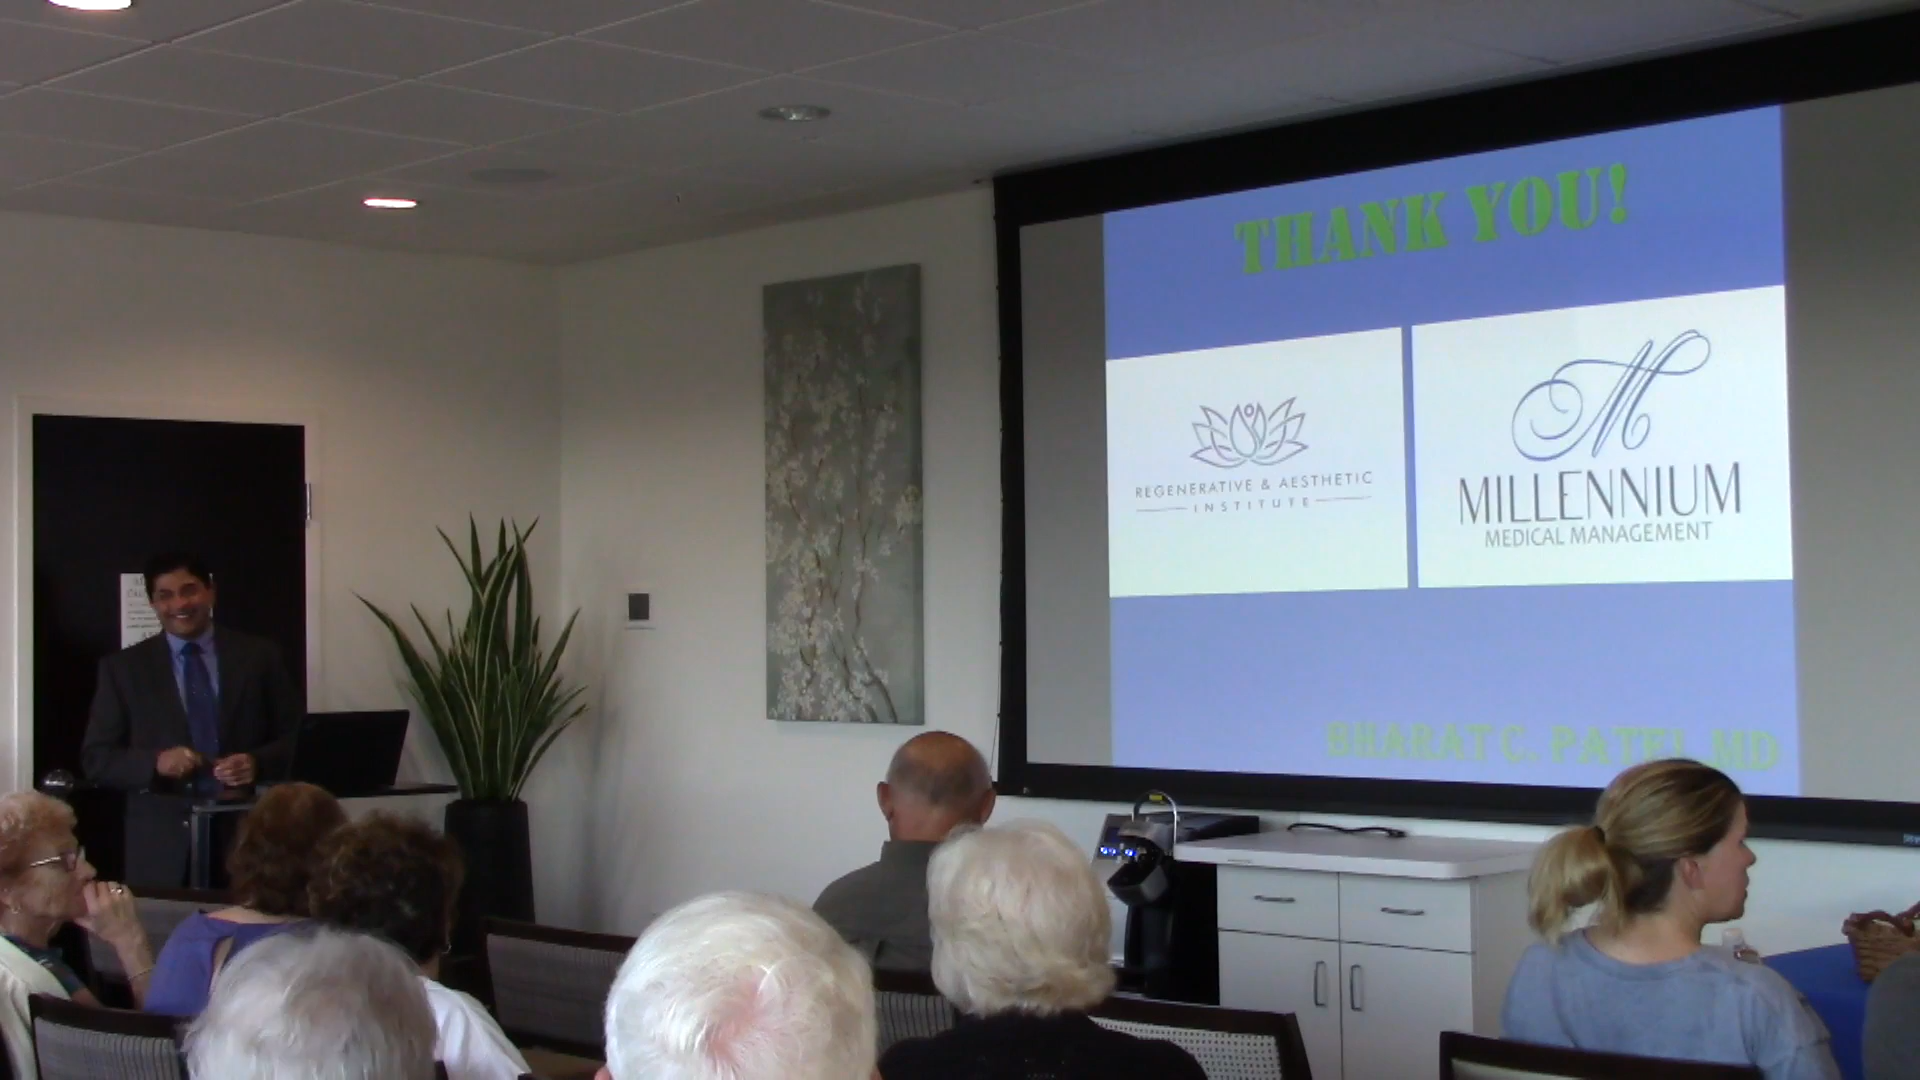 THANK YOU!
REGENERATIVE & AESTHETIC
INSTITUTE
M
MILLENNIUM
MEDICAL MANAGEMENT
BHARAT C. PATEL MD